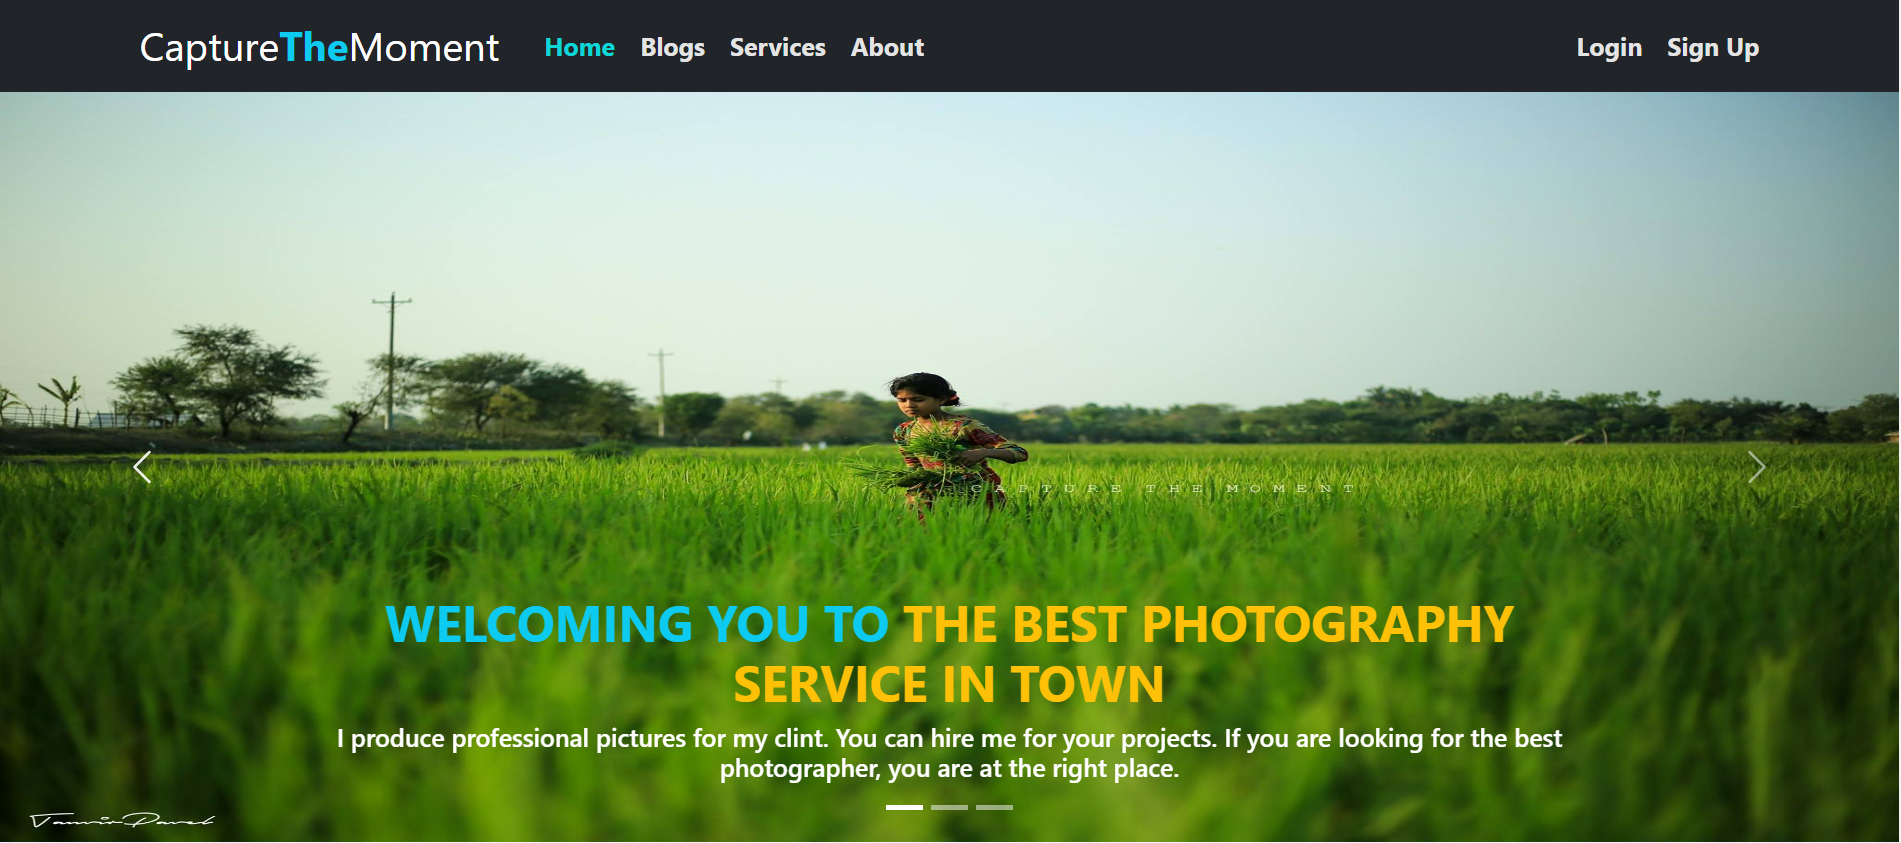 CaptureTheMoment Home Blogs Services About Login Sign Up
CAPTURE THE MOMENT
WELCOMING YOU TO THE BEST PHOTOGRAPHY
SERVICE IN TOWN
I produce professional pictures for my clint. You can hire me for your projects. If you are looking for the best
photographer, you are at the right place.